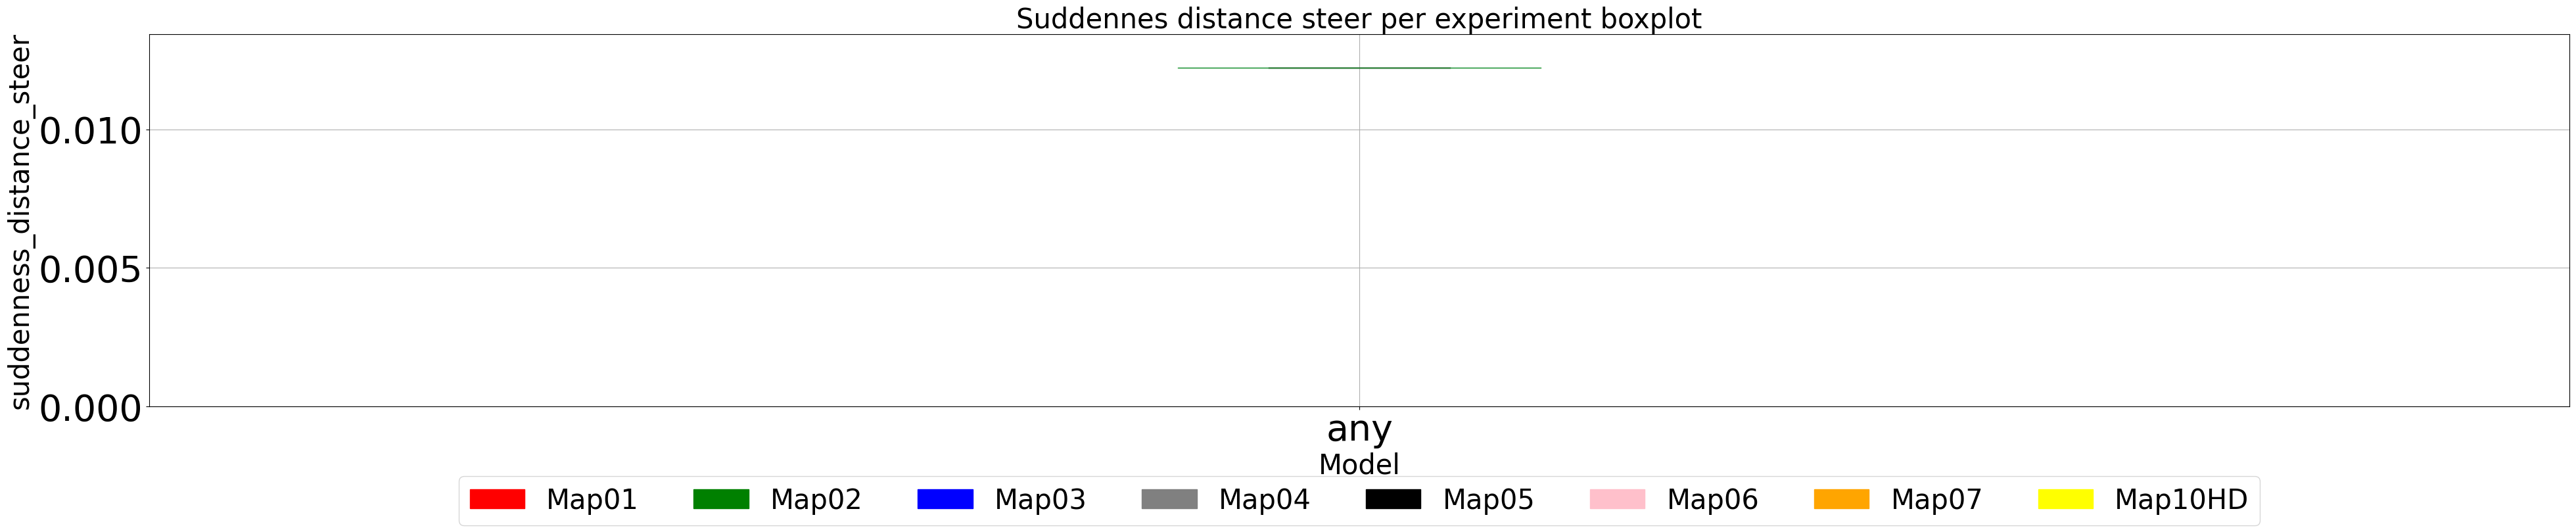 Suddennes distance steer per experiment boxplot
suddenness_distance_steer
0.010
0.005
0.000
any
Model
Map01 Map02 Map03 Map04 Map05 Map06 Map07 Map10HD